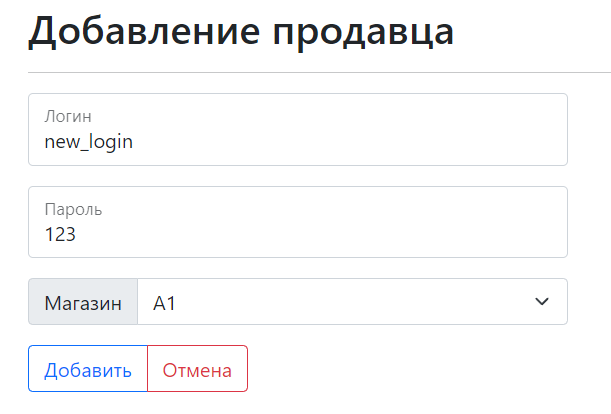 Добавление продавца
Логин
new_login
Пароль
123
Магазин A1
Добавить Отмена